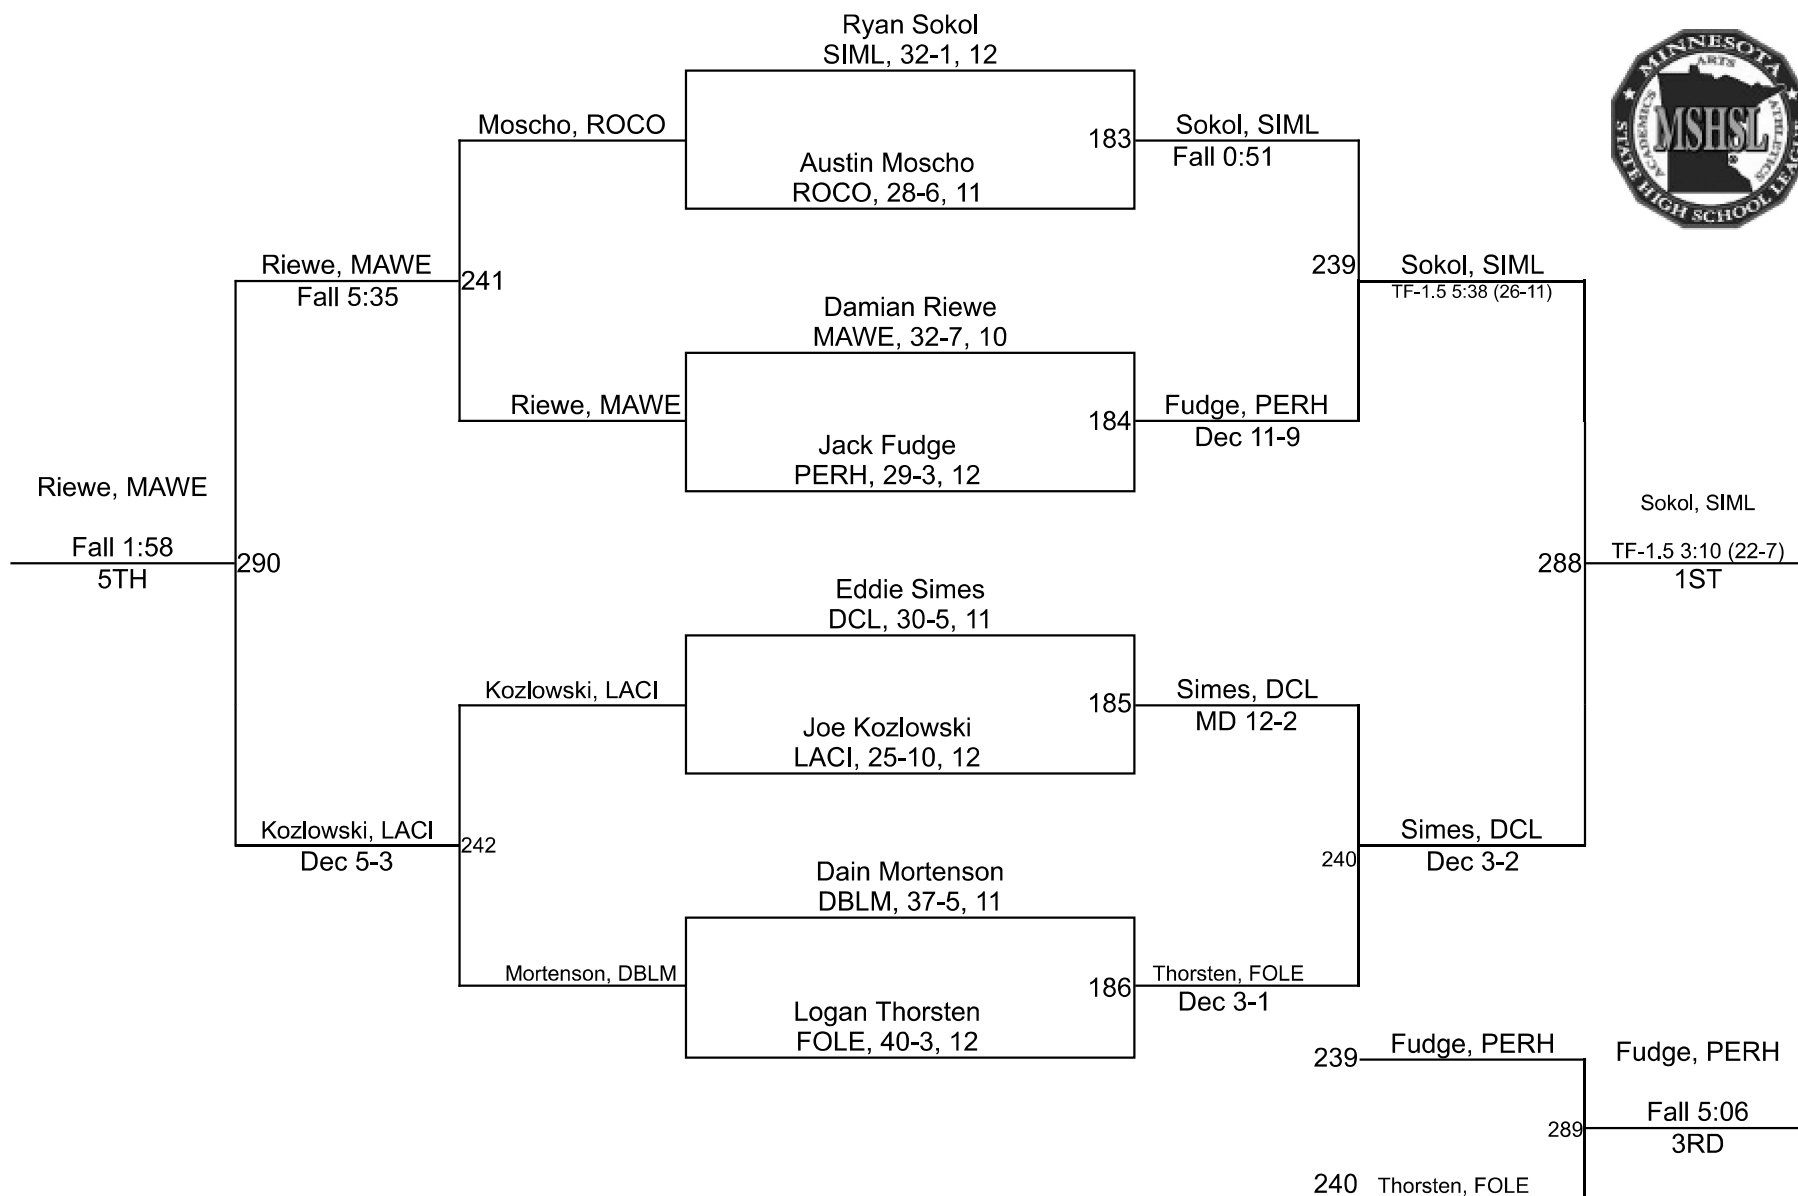 Ryan Sokol
SIML, 32-1, 12
Moscho, ROCO
183
Sokol, SIML
Fall 0:51
Austin Moscho
ROCO, 28-6, 11
MINNESOTA
STATE HIGH SCHOOL LEAGUE
ARTS
ACADEMICS
ATHLETICS
MSHSL
Riewe, MAWE
Fall 5:35
241
239
Sokol, SIML
TF-1.5 5:38 (26-11)
Damian Riewe
MAWE, 32-7, 10
Riewe, MAWE
184
Fudge, PERH
Dec 11-9
Jack Fudge
PERH, 29-3, 12
Riewe, MAWE
Fall 1:58
5TH
290
Sokol, SIML
288
TF-1.5 3:10 (22-7)
1ST
Eddie Simes
DCL, 30-5, 11
Kozlowski, LACI
185
Simes, DCL
MD 12-2
Joe Kozlowski
LACI, 25-10, 12
Kozlowski, LACI
Dec 5-3
242
240
Simes, DCL
Dec 3-2
Dain Mortenson
DBLM, 37-5, 11
Mortenson, DBLM
186
Thorsten, FOLE
Dec 3-1
Logan Thorsten
FOLE, 40-3, 12
239
Fudge, PERH
Fudge, PERH
289
Fall 5:06
3RD
240
Thorsten, FOLE